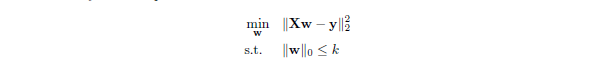 min ‖Xw − y‖₂²
w
s.t. ‖w‖₀ ≤ k